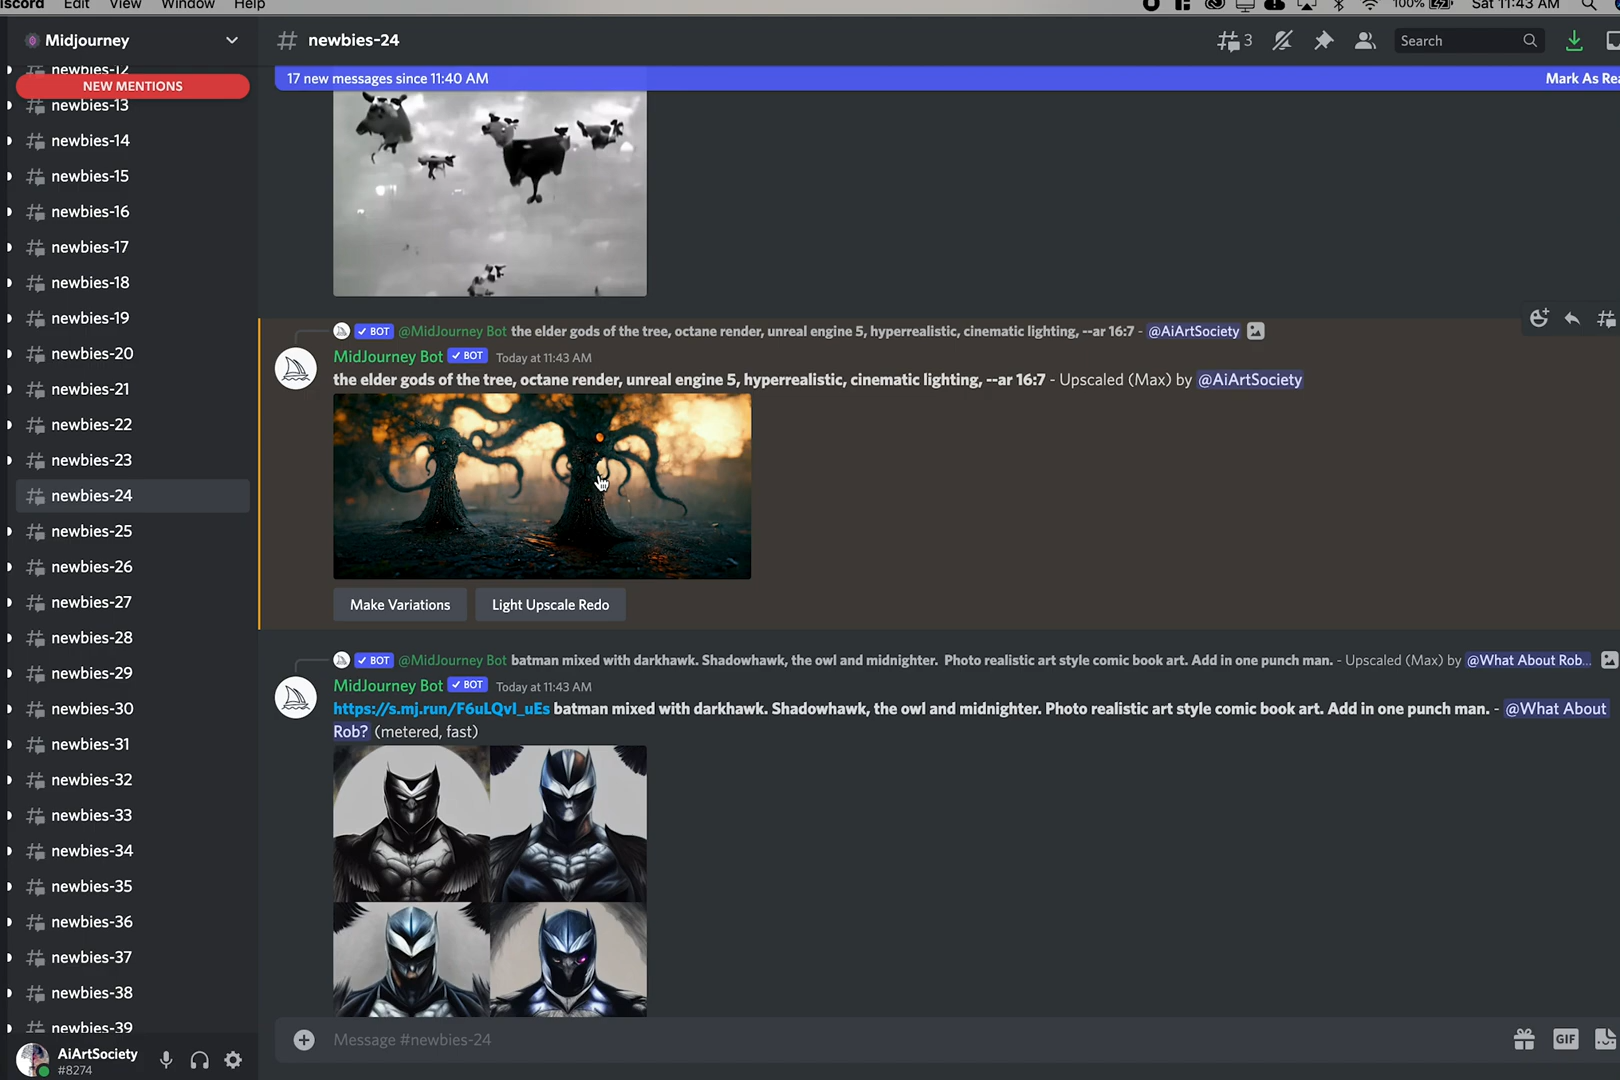 iscord Edit View Window Help 100% Sat 11:43 AM
Midjourney
newbies-24
3
Search
newbies-12
NEW MENTIONS
17 new messages since 11:40 AM
Mark As Rea
newbies-13
newbies-14
newbies-15
newbies-16
newbies-17
newbies-18
newbies-19
newbies-20
newbies-21
newbies-22
newbies-23
newbies-24
newbies-25
newbies-26
newbies-27
newbies-28
newbies-29
newbies-30
newbies-31
newbies-32
newbies-33
newbies-34
newbies-35
newbies-36
newbies-37
newbies-38
newbies-39
AiArtSociety
#8274
BOT @MidJourney Bot the elder gods of the tree, octane render, unreal engine 5, hyperrealistic, cinematic lighting, --ar 16:7 - @AiArtSociety
MidJourney Bot BOT Today at 11:43 AM
the elder gods of the tree, octane render, unreal engine 5, hyperrealistic, cinematic lighting, --ar 16:7 - Upscaled (Max) by @AiArtSociety
Make Variations Light Upscale Redo
BOT @MidJourney Bot batman mixed with darkhawk. Shadowhawk, the owl and midnighter. Photo realistic art style comic book art. Add in one punch man. - Upscaled (Max) by @What About Rob...
MidJourney Bot BOT Today at 11:43 AM
https://s.mj.run/F6uLQvI_uEs batman mixed with darkhawk. Shadowhawk, the owl and midnighter. Photo realistic art style comic book art. Add in one punch man. - @What About
Rob? (metered, fast)
Message #newbies-24
GIF